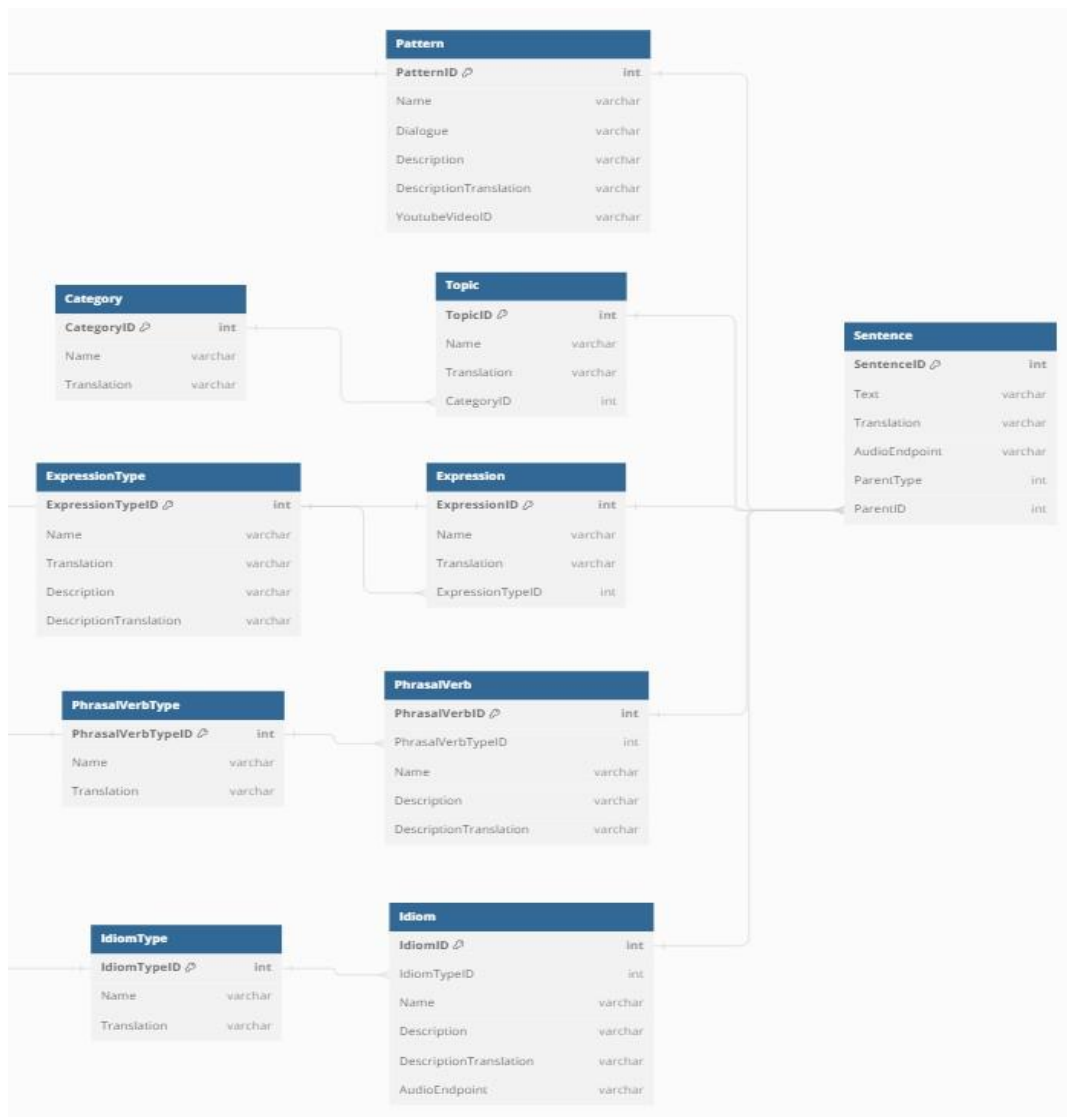 Pattern
PatternID int
Name varchar
Dialogue varchar
Description varchar
DescriptionTranslation varchar
YoutubeVideoID varchar
Category
CategoryID int
Name varchar
Translation varchar
Topic
TopicID int
Name varchar
Translation varchar
CategoryID int
Sentence
SentenceID int
Text varchar
Translation varchar
AudioEndpoint varchar
ParentType int
ParentID int
ExpressionType
ExpressionTypeID int
Name varchar
Translation varchar
Description varchar
DescriptionTranslation varchar
Expression
ExpressionID int
Name varchar
Translation varchar
ExpressionTypeID int
PhrasalVerbType
PhrasalVerbTypeID int
Name varchar
Translation varchar
PhrasalVerb
PhrasalVerbID int
PhrasalVerbTypeID int
Name varchar
Description varchar
DescriptionTranslation varchar
IdiomType
IdiomTypeID int
Name varchar
Translation varchar
Idiom
IdiomID int
IdiomTypeID int
Name varchar
Description varchar
DescriptionTranslation varchar
AudioEndpoint varchar